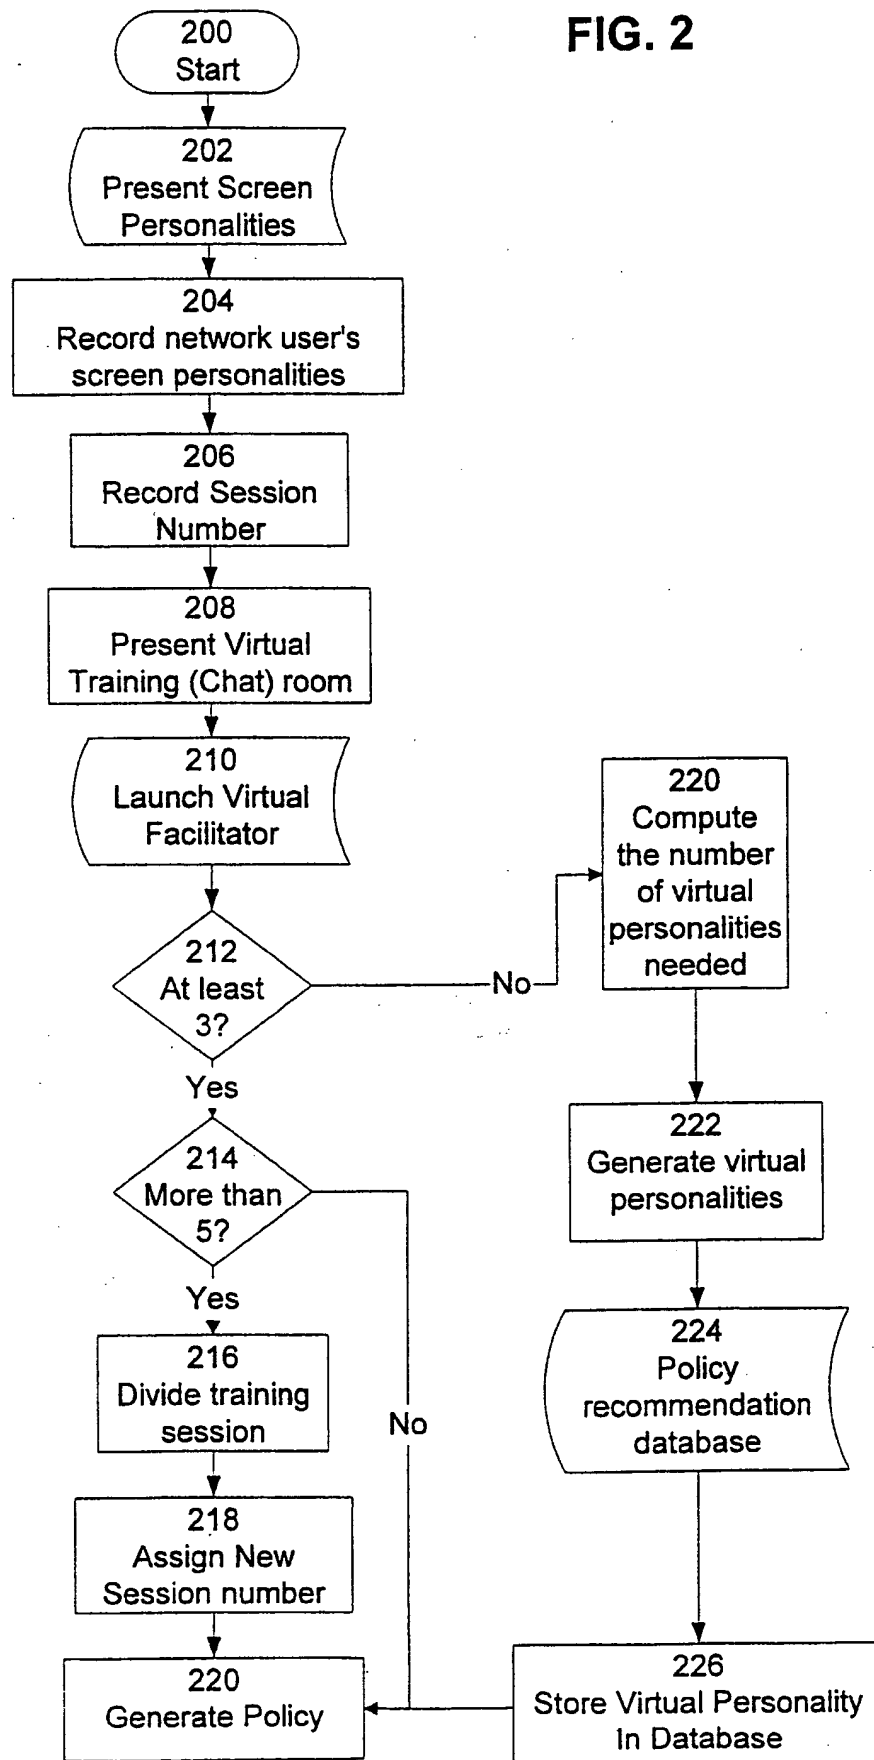 FIG. 2
200
Start
202
Present Screen
Personalities
204
Record network user's
screen personalities
206
Record Session
Number
208
Present Virtual
Training (Chat) room
210
Launch Virtual
Facilitator
212
At least
3?
No
Yes
214
More than
5?
Yes
No
216
Divide training
session
218
Assign New
Session number
220
Generate Policy
220
Compute
the number
of virtual
personalities
needed
222
Generate virtual
personalities
224
Policy
recommendation
database
226
Store Virtual Personality
In Database